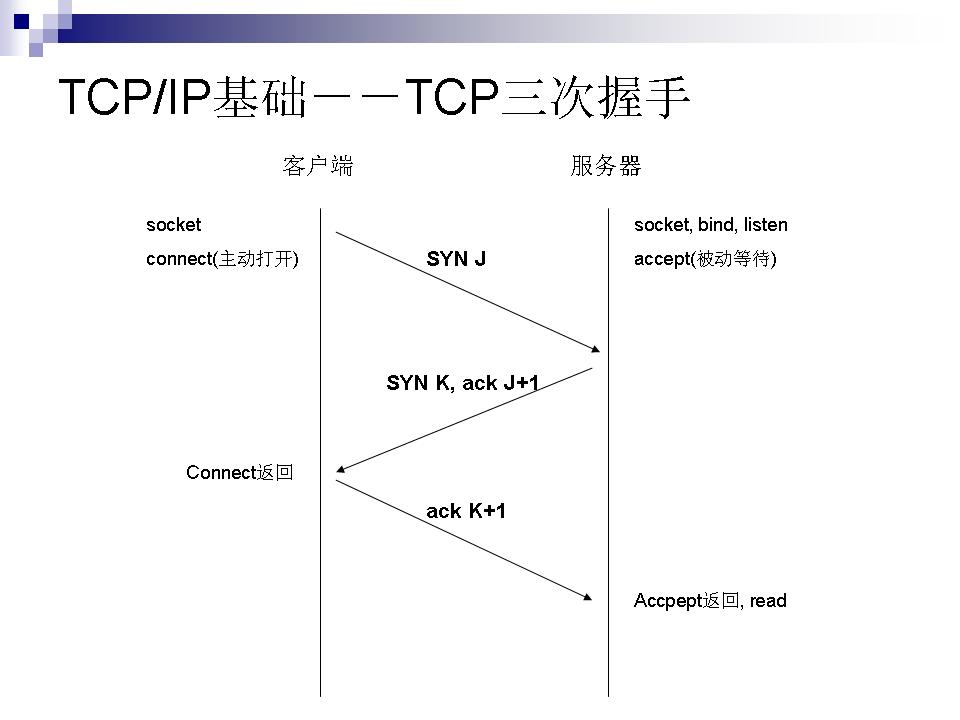 TCP/IP基础－－TCP三次握手
客户端
服务器
socket
socket, bind, listen
connect(主动打开)
SYN J
accept(被动等待)
SYN K, ack J+1
Connect返回
ack K+1
Accpept返回, read